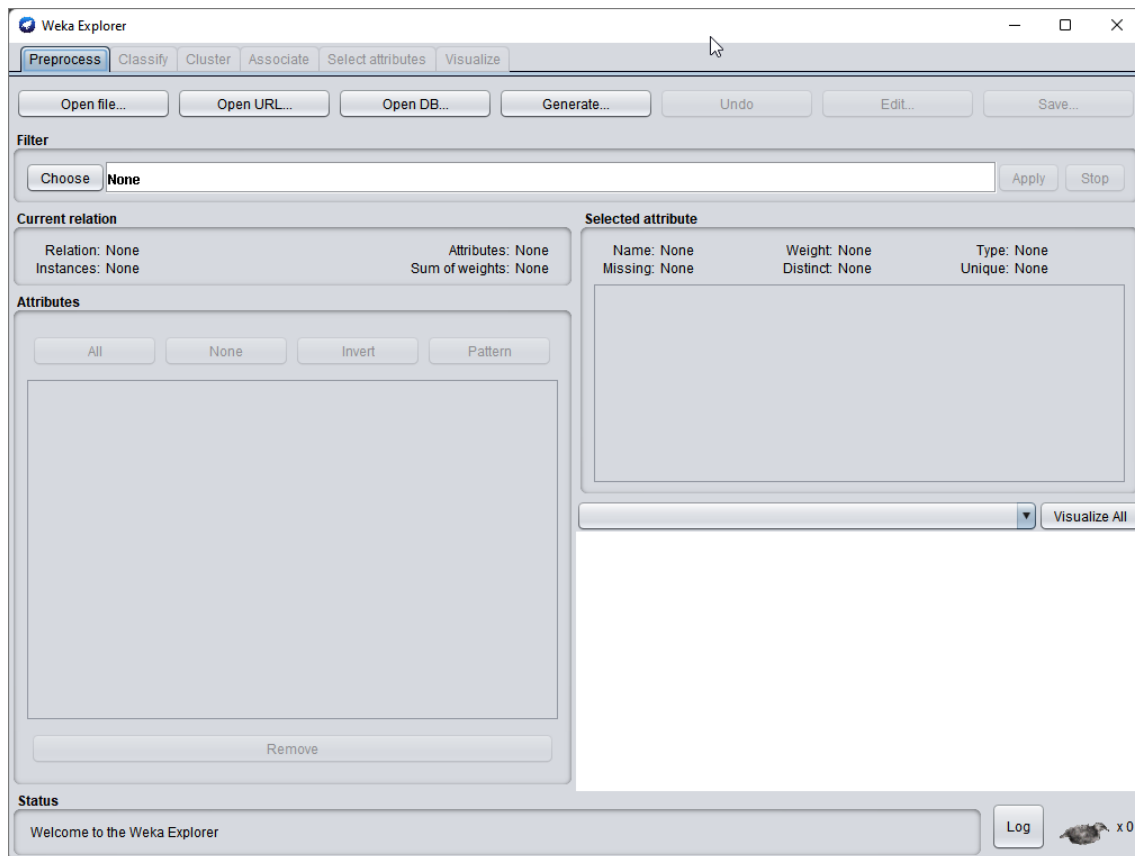 Weka Explorer
Preprocess Classify Cluster Associate Select attributes Visualize
Open file... Open URL... Open DB... Generate... Undo Edit... Save...
Filter
Choose None Apply Stop
Current relation
Relation: None Attributes: None
Instances: None Sum of weights: None
Selected attribute
Name: None Weight: None Type: None
Missing: None Distinct: None Unique: None
Attributes
All None Invert Pattern
Remove
Visualize All
Status
Welcome to the Weka Explorer
Log x 0